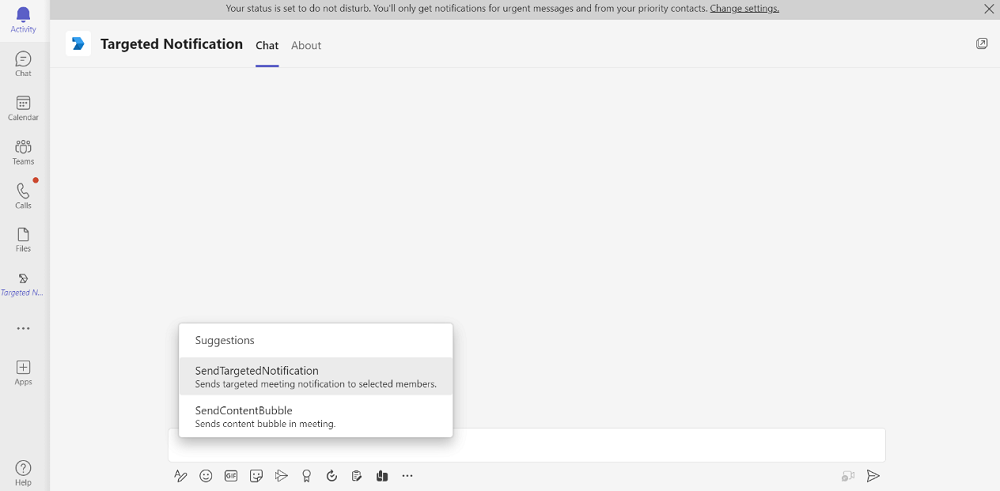 Your status is set to do not disturb. You'll only get notifications for urgent messages and from your priority contacts. Change settings.
Activity
Chat
Calendar
Teams
Calls
Files
Targeted N...
Apps
Help
Targeted Notification
Chat
About
Suggestions
SendTargetedNotification
Sends targeted meeting notification to selected members.
SendContentBubble
Sends content bubble in meeting.
GIF